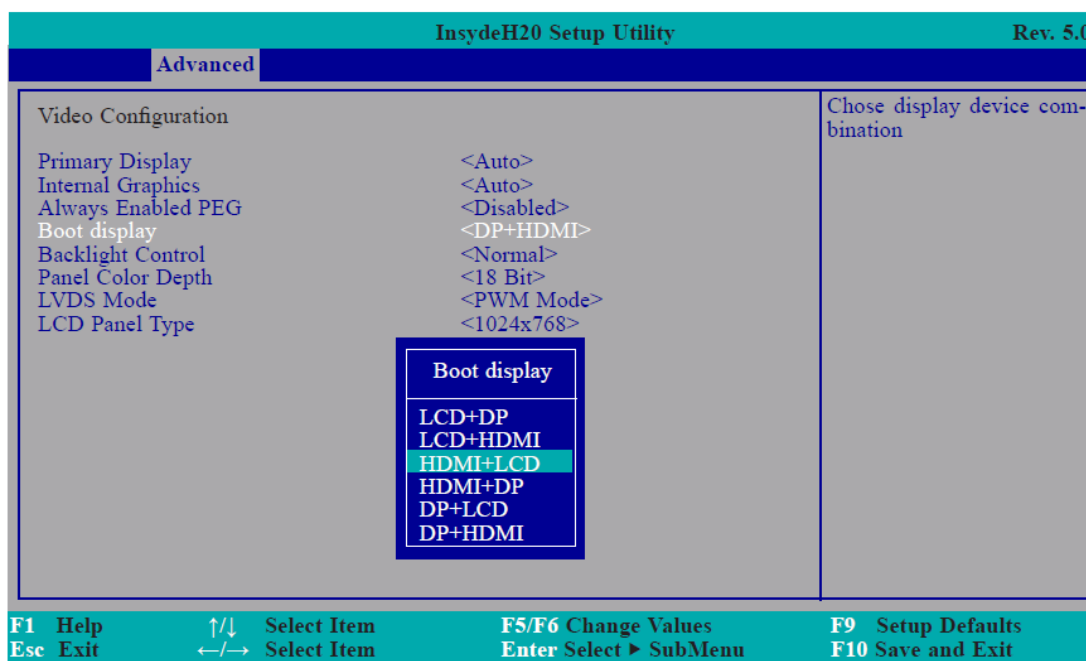 InsydeH20 Setup Utility Rev. 5.0
Advanced
Video Configuration
Chose display device com-
bination
Primary Display <Auto>
Internal Graphics <Auto>
Always Enabled PEG <Disabled>
Boot display <DP+HDMI>
Backlight Control <Normal>
Panel Color Depth <18 Bit>
LVDS Mode <PWM Mode>
LCD Panel Type <1024x768>
Boot display
LCD+DP
LCD+HDMI
HDMI+LCD
HDMI+DP
DP+LCD
DP+HDMI
F1 Help ↑/↓ Select Item F5/F6 Change Values F9 Setup Defaults
Esc Exit ←/→ Select Item Enter Select ▶ SubMenu F10 Save and Exit